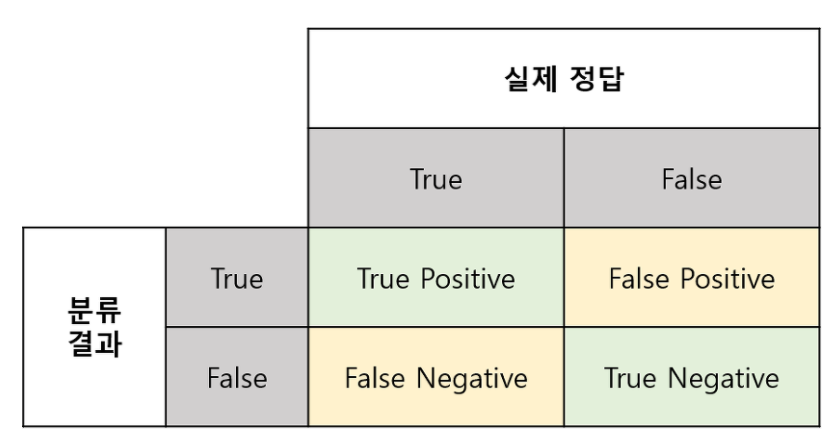 실제 정답
True
False
분류
결과
True
True Positive
False Positive
False
False Negative
True Negative